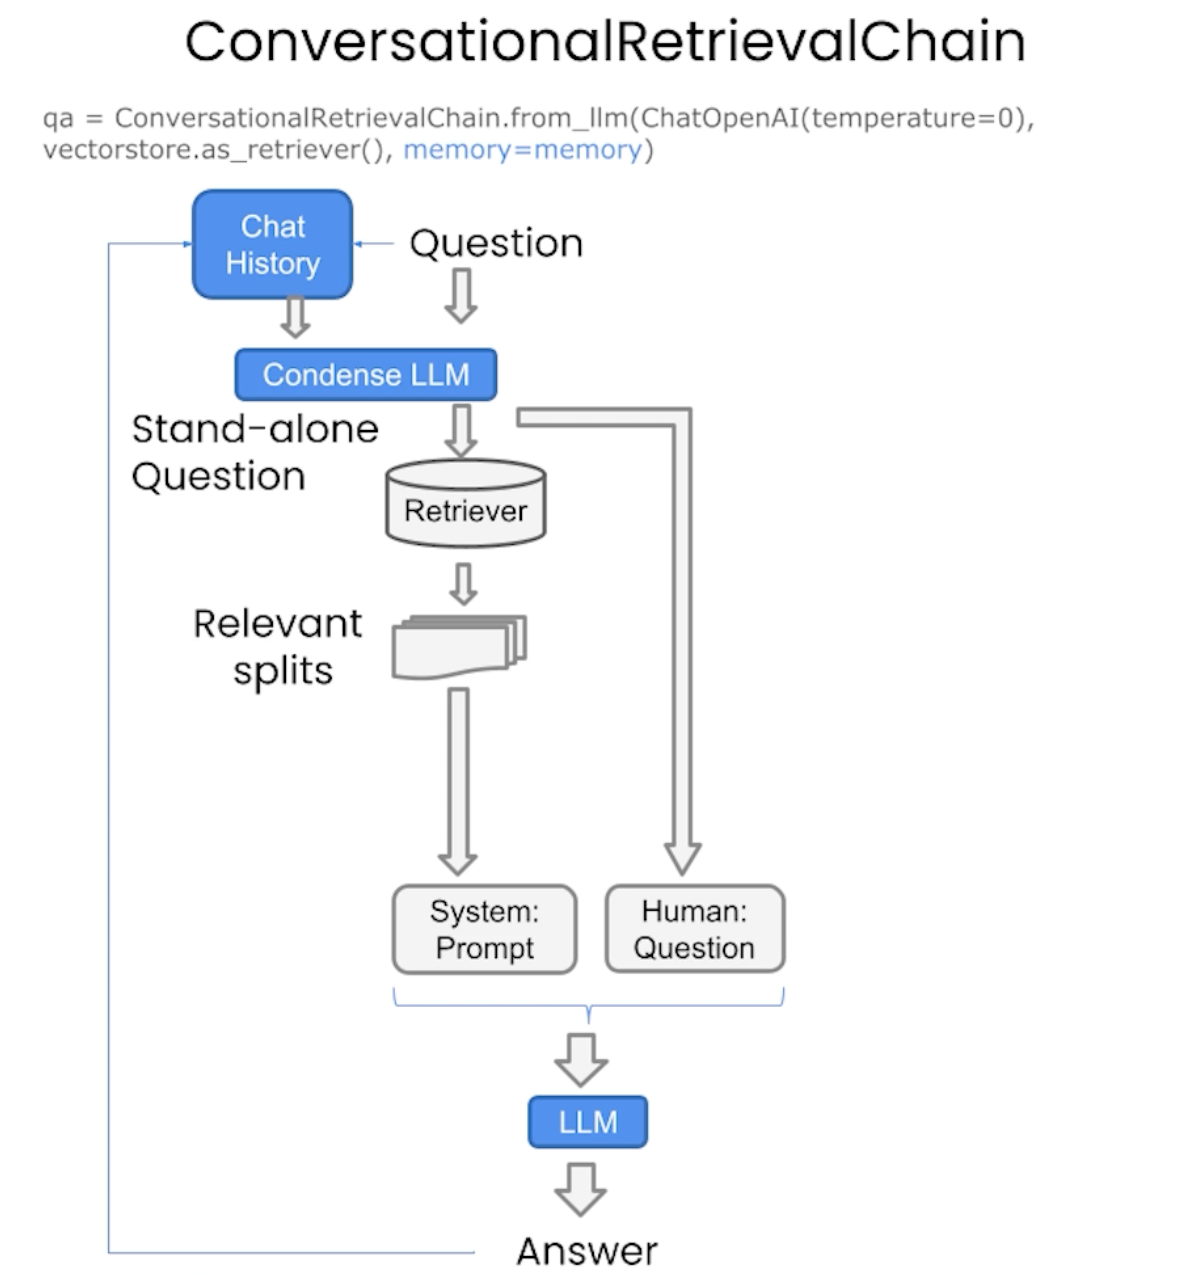 ConversationalRetrievalChain
qa = ConversationalRetrievalChain.from_llm(ChatOpenAI(temperature=0),
vectorstore.as_retriever(), memory=memory)
Chat
History
Question
Condense LLM
Stand-alone
Question
Retriever
Relevant
splits
System:
Prompt
Human:
Question
LLM
Answer